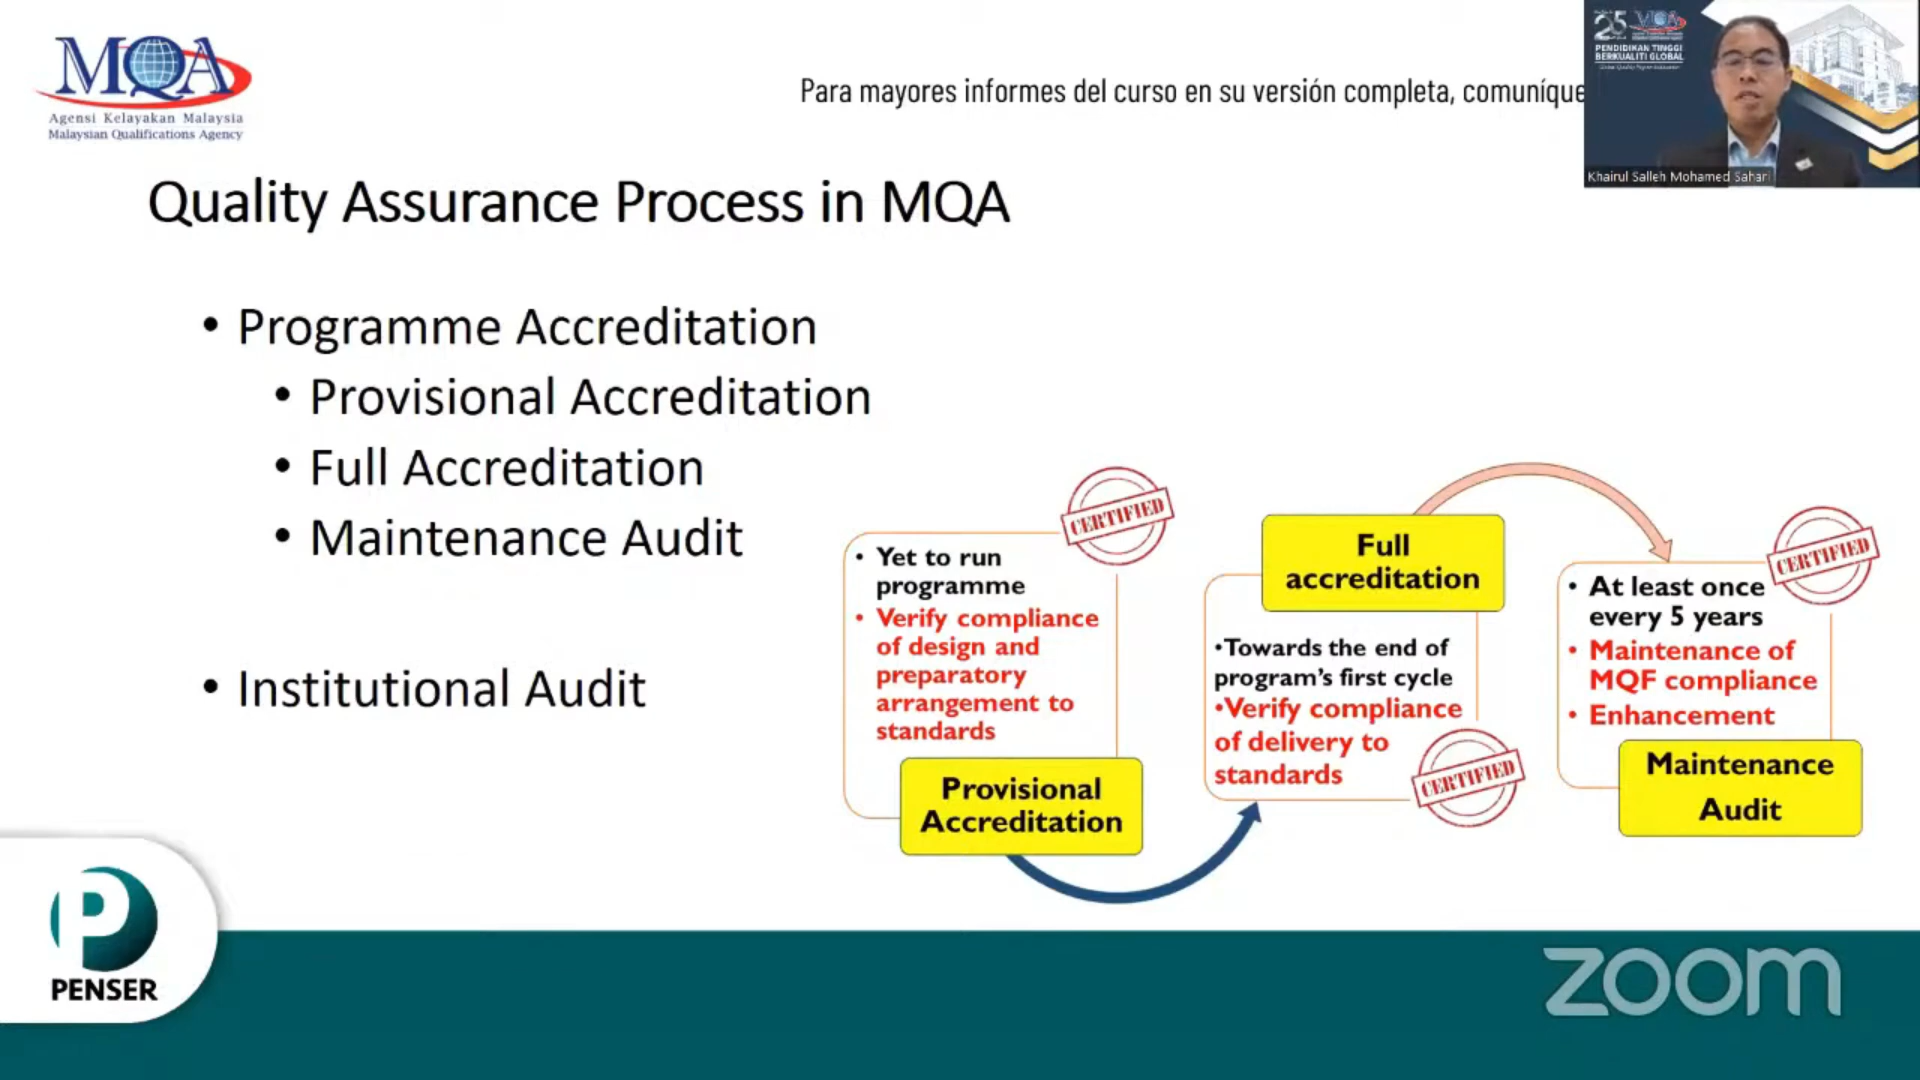 MQA
Agensi Kelayakan Malaysia
Malaysian Qualifications Agency
Para mayores informes del curso en su versión completa, comuníque
25 MQA
PENDIDIKAN TINGGI
BERKUALITI GLOBAL
Khairul Salleh Mohamed Sahari
Quality Assurance Process in MQA
• Programme Accreditation
• Provisional Accreditation
• Full Accreditation
• Maintenance Audit
• Institutional Audit
CERTIFIED
• Yet to run
programme
• Verify compliance
of design and
preparatory
arrangement to
standards
Provisional
Accreditation
Full
accreditation
•Towards the end of
program's first cycle
•Verify compliance
of delivery to
standards
CERTIFIED
CERTIFIED
• At least once
every 5 years
• Maintenance of
MQF compliance
• Enhancement
Maintenance
Audit
P
PENSER
zoom